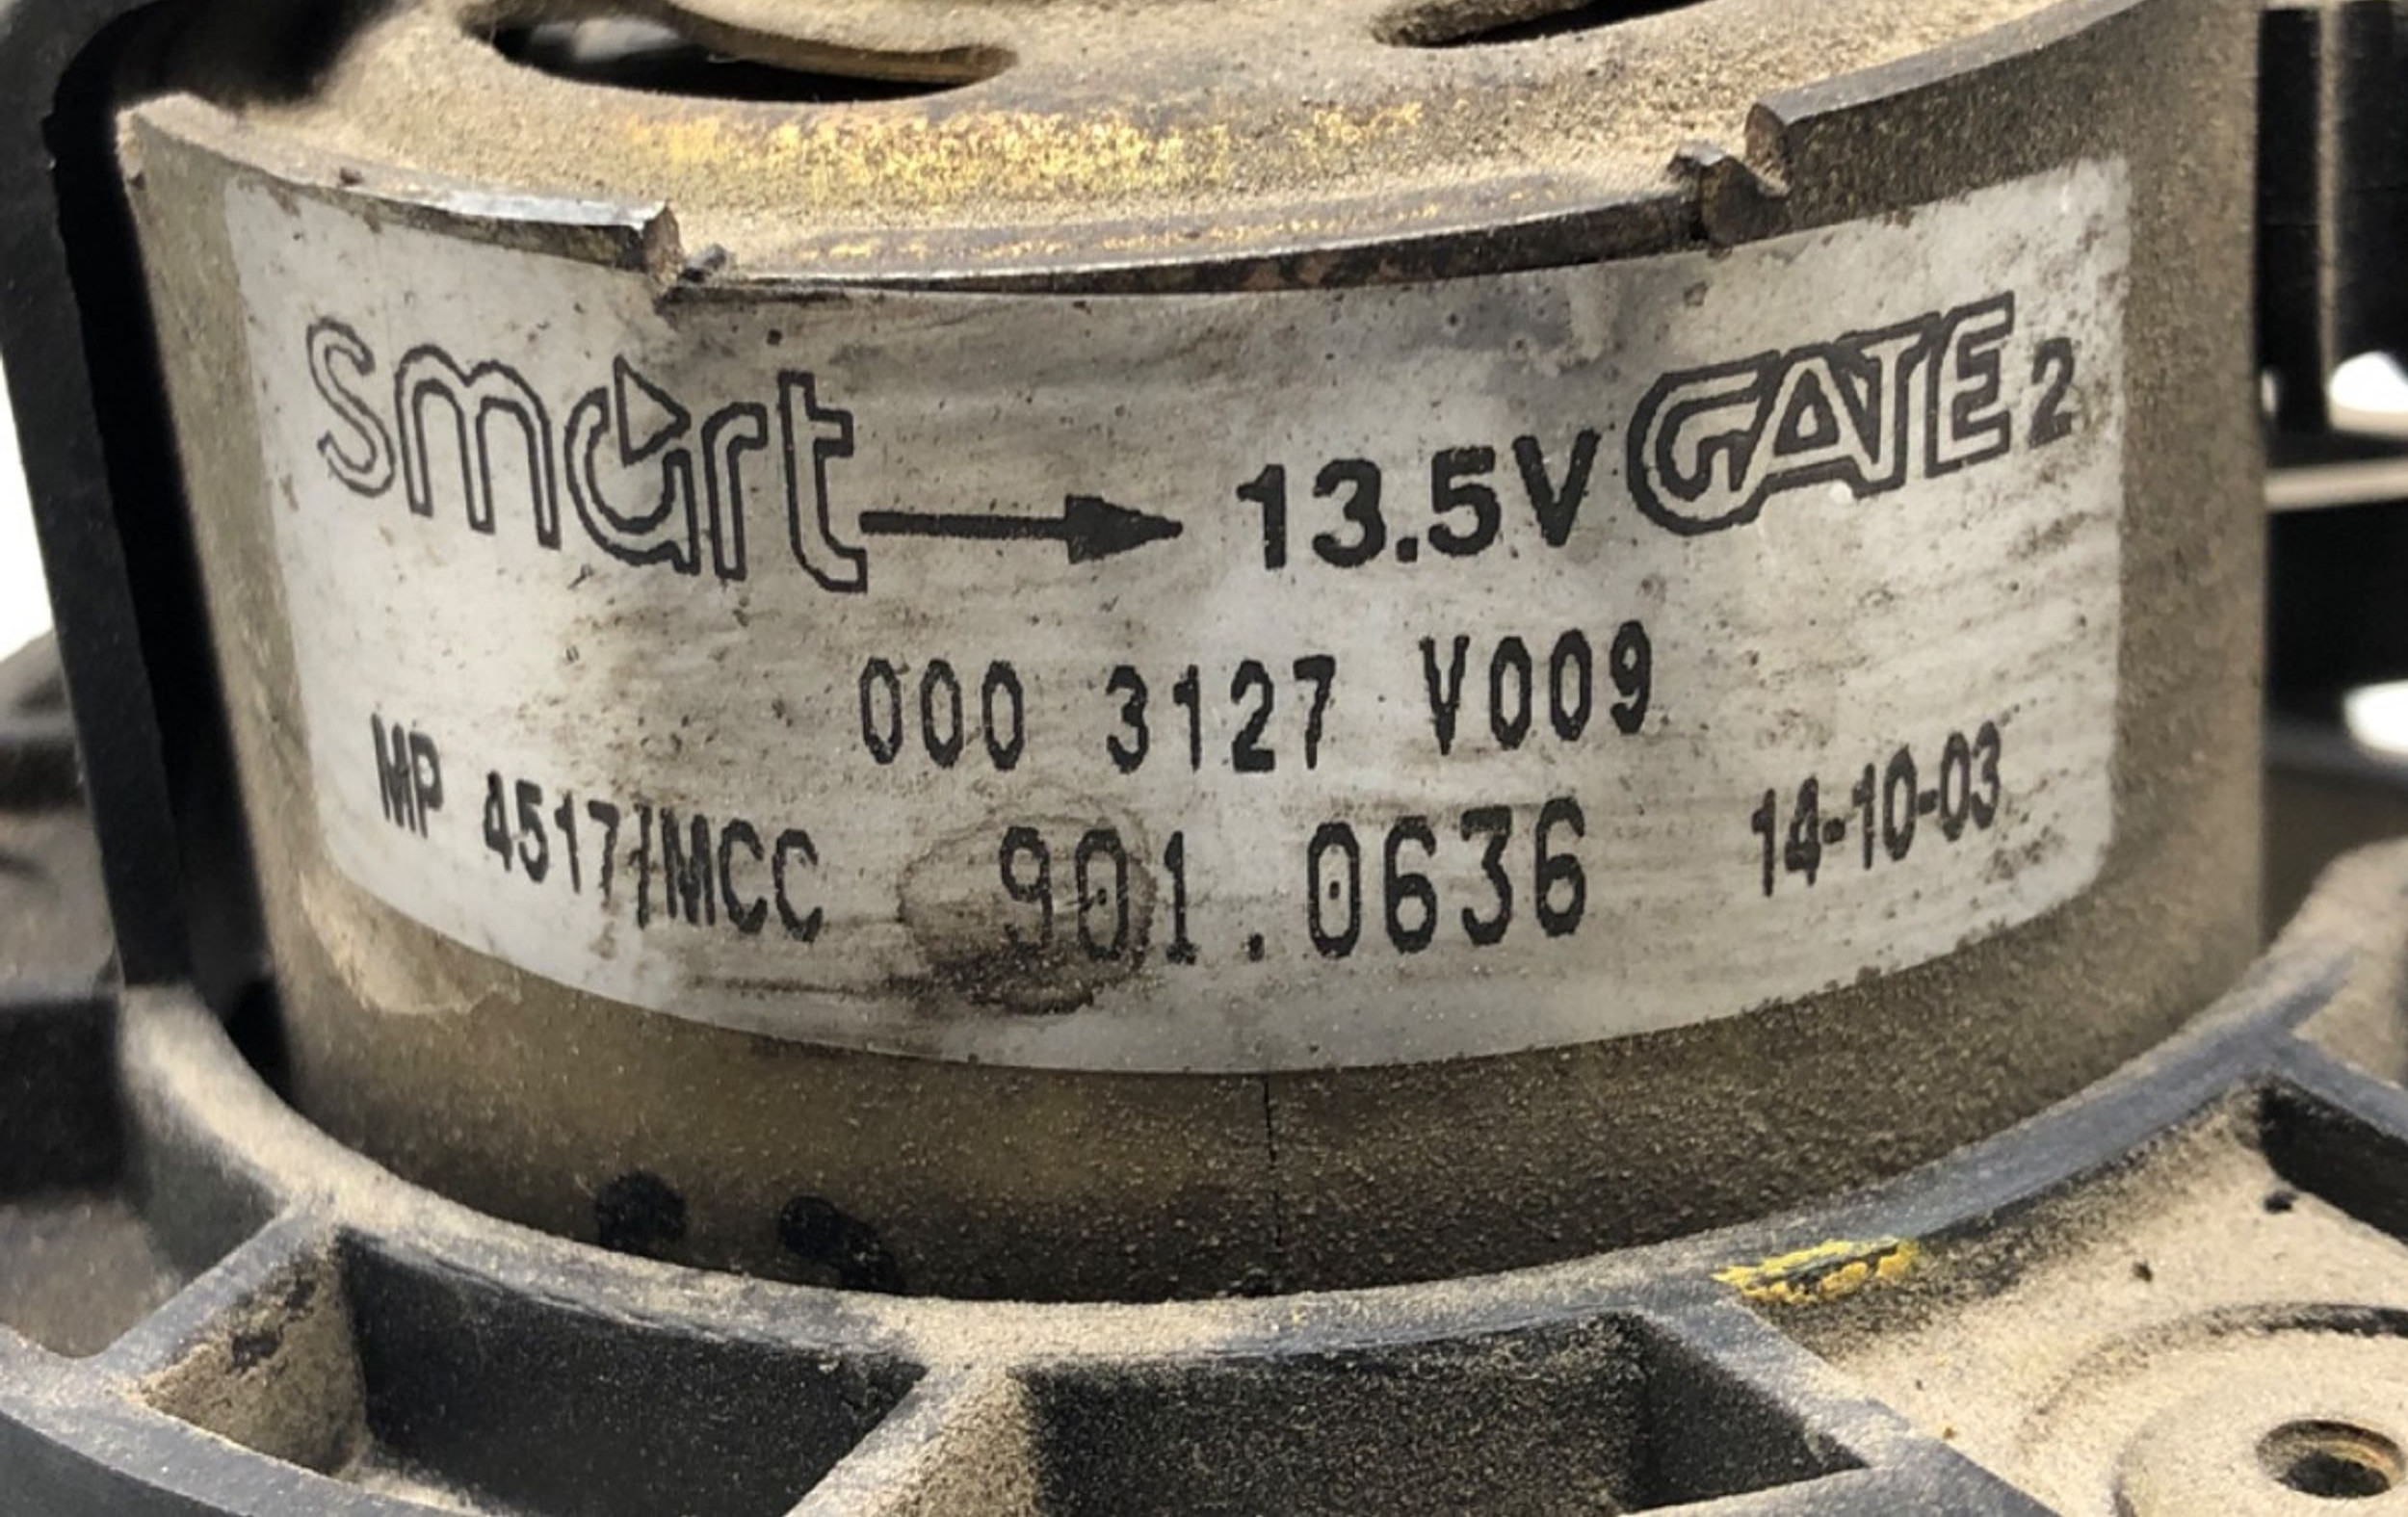 smart 13.5V GATE 2
000 3127 V009
MP 4517/MCC 901.0636 14-10-03